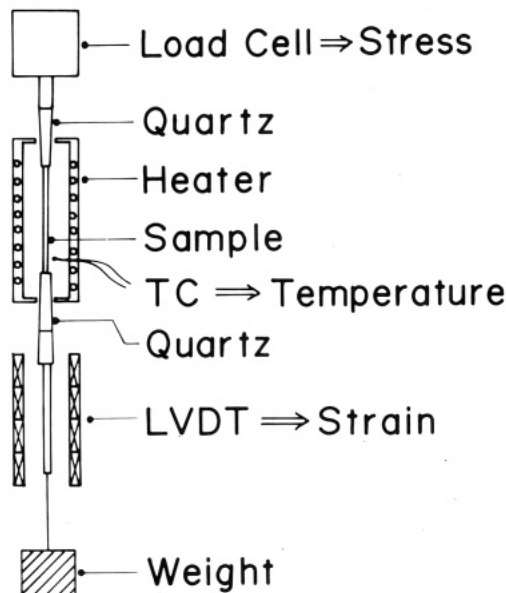 Load Cell ⇒ Stress
Quartz
Heater
Sample
TC ⇒ Temperature
Quartz
LVDT ⇒ Strain
Weight